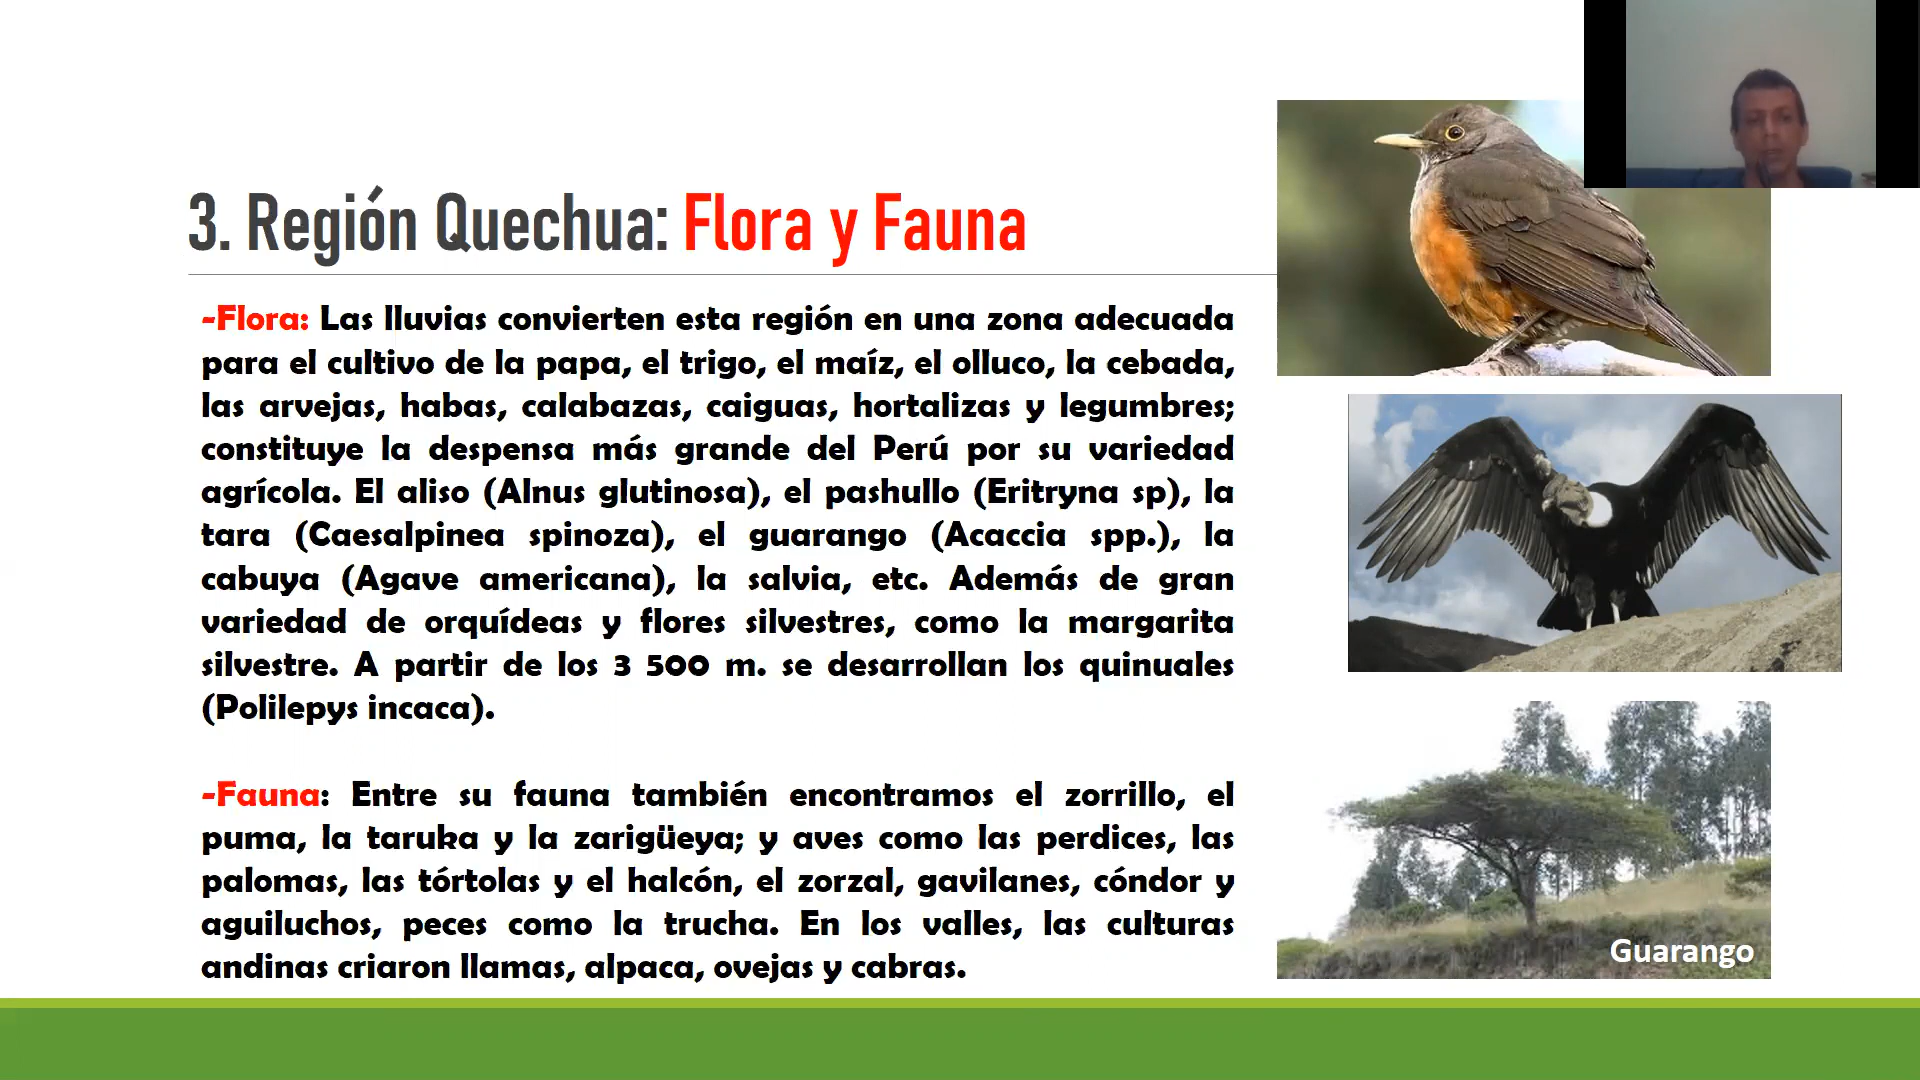 3. Región Quechua: Flora y Fauna
-Flora: Las lluvias convierten esta región en una zona adecuada
para el cultivo de la papa, el trigo, el maíz, el olluco, la cebada,
las arvejas, habas, calabazas, caiguas, hortalizas y legumbres;
constituye la despensa más grande del Perú por su variedad
agrícola. El aliso (Alnus glutinosa), el pashullo (Eritryna sp), la
tara (Caesalpinea spinoza), el guarango (Acaccia spp.), la
cabuya (Agave americana), la salvia, etc. Además de gran
variedad de orquídeas y flores silvestres, como la margarita
silvestre. A partir de los 3 500 m. se desarrollan los quinuales
(Polilepys incaca).
-Fauna: Entre su fauna también encontramos el zorrillo, el
puma, la taruka y la zarigüeya; y aves como las perdices, las
palomas, las tórtolas y el halcón, el zorzal, gavilanes, cóndor y
aguiluchos, peces como la trucha. En los valles, las culturas
andinas criaron llamas, alpaca, ovejas y cabras.
Guarango